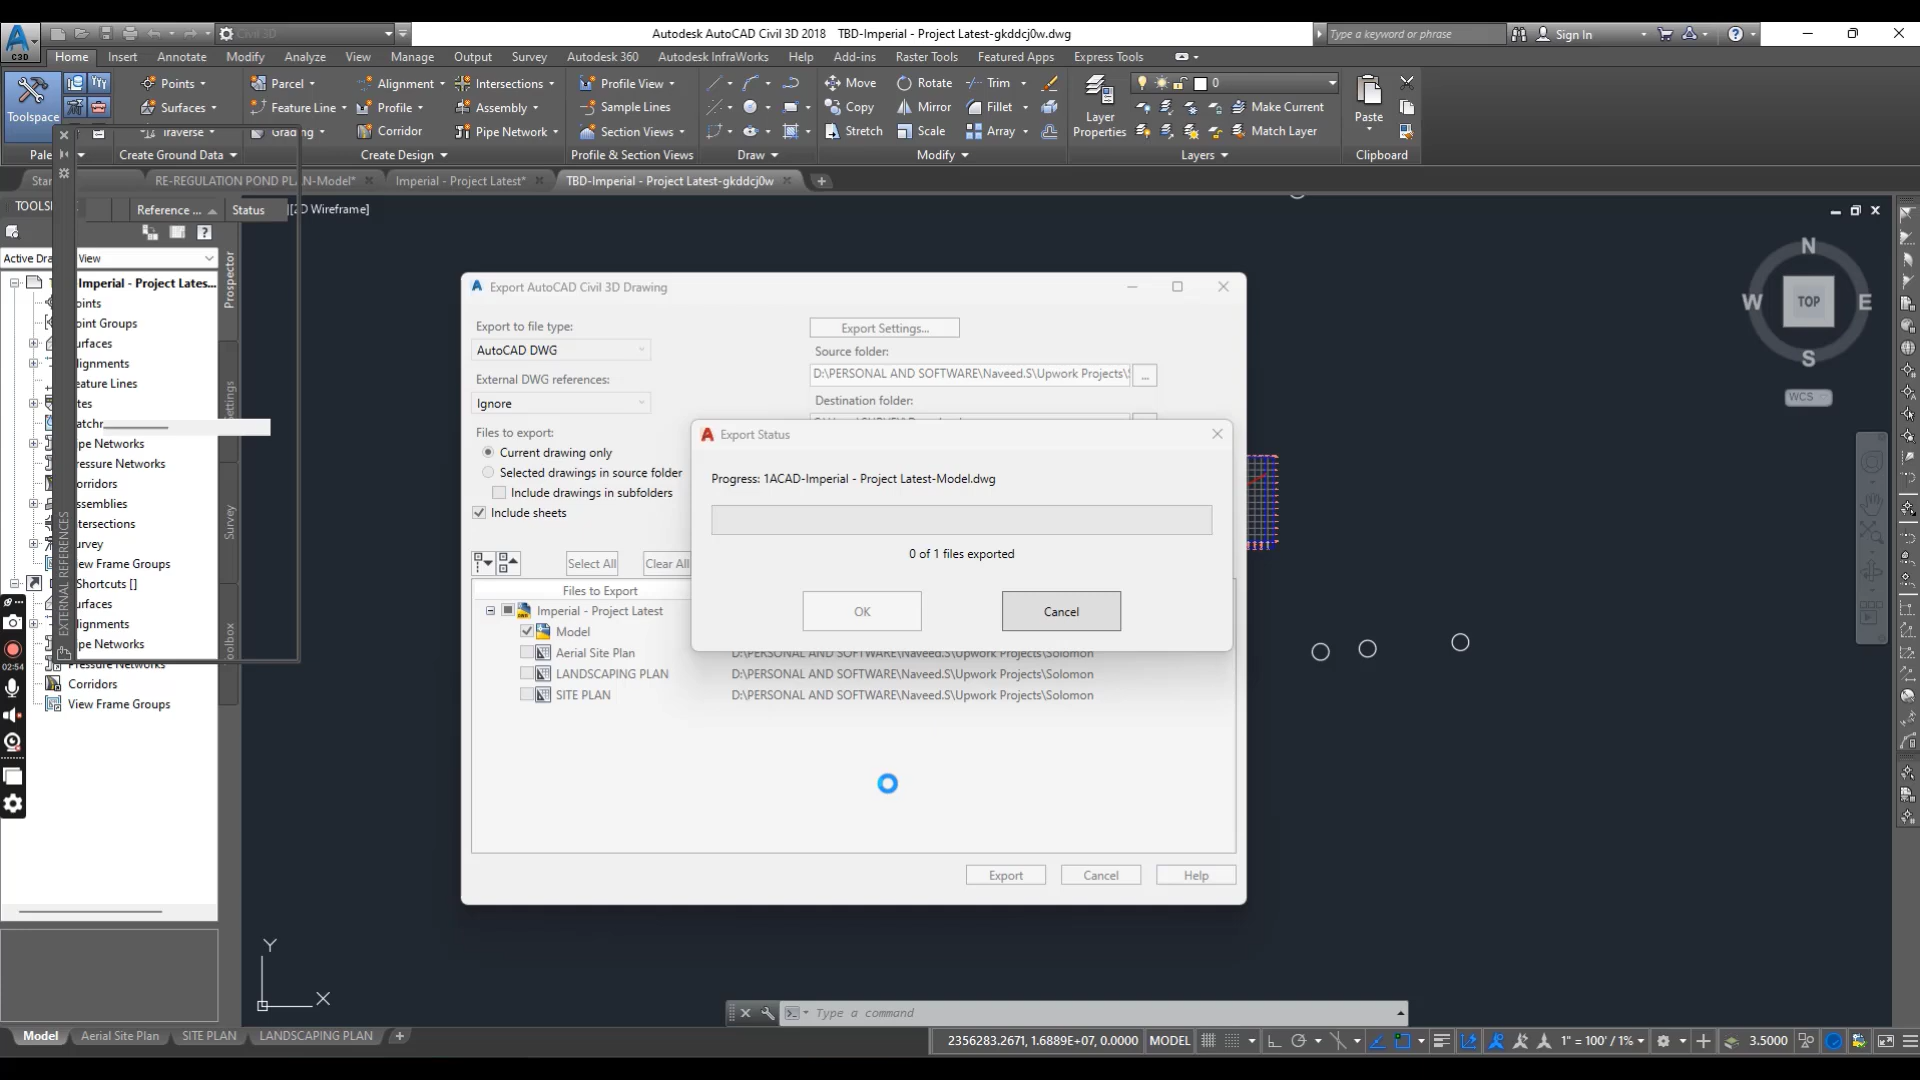 Civil 3D
Autodesk AutoCAD Civil 3D 2018 TBD-Imperial - Project Latest-gkddcj0w.dwg
Type a keyword or phrase
Sign In
C3D
Home Insert Annotate Modify Analyze View Manage Output Survey Autodesk 360 Autodesk InfraWorks Help Add-ins Raster Tools Featured Apps Express Tools
Toolspace
Points
Surfaces
Traverse
Create Ground Data
Parcel
Feature Line
Grading
Alignment
Profile
Corridor
Intersections
Assembly
Pipe Network
Create Design
Profile View
Sample Lines
Section Views
Profile & Section Views
Draw
Move Rotate Trim
Copy Mirror Fillet
Stretch Scale Array
Modify
Layer
Properties
0
Make Current
Match Layer
Layers
Paste
Clipboard
RE-REGULATION POND PLAN-Model* Imperial - Project Latest* TBD-Imperial - Project Latest-gkddcj0w
Reference ... Status
D Wireframe]
View
Prospector
Settings
Survey
EXTERNAL REFERENCES
Imperial - Project Lates...
oints
oint Groups
urfaces
lignments
eature Lines
tes
atchr
pe Networks
ressure Networks
orridors
ssemblies
tersections
urvey
ew Frame Groups
Shortcuts []
urfaces
lignments
pe Networks
Pressure Networks
Corridors
View Frame Groups
02:54
Export AutoCAD Civil 3D Drawing
Export to file type:
AutoCAD DWG
External DWG references:
Ignore
Files to export:
Current drawing only
Selected drawings in source folder
Include drawings in subfolders
Include sheets
Export Settings...
Source folder:
D:\PERSONAL AND SOFTWARE\Naveed.S\Upwork Projects\
...
Destination folder:
Select All
Clear All
Files to Export
Imperial - Project Latest
Model
Aerial Site Plan D:\PERSONAL AND SOFTWARE\Naveed.S\Upwork Projects\Solomon
LANDSCAPING PLAN D:\PERSONAL AND SOFTWARE\Naveed.S\Upwork Projects\Solomon
SITE PLAN D:\PERSONAL AND SOFTWARE\Naveed.S\Upwork Projects\Solomon
Export Cancel Help
Export Status
Progress: 1ACAD-Imperial - Project Latest-Model.dwg
0 of 1 files exported
OK Cancel
N
W TOP E
S
WCS
Y
X
Type a command
Model Aerial Site Plan SITE PLAN LANDSCAPING PLAN
2356283.2671, 1.6889E+07, 0.0000 MODEL 1" = 100' / 1% 3.5000